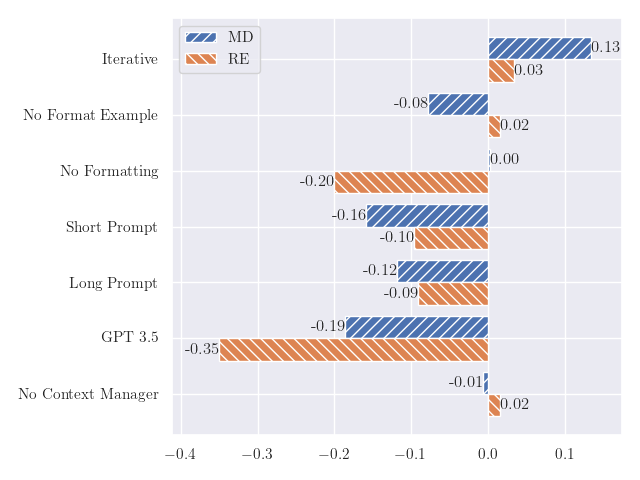 MD
RE
Iterative
0.13
0.03
No Format Example
-0.08
0.02
No Formatting
0.00
-0.20
Short Prompt
-0.16
-0.10
Long Prompt
-0.12
-0.09
GPT 3.5
-0.19
-0.35
No Context Manager
-0.01
0.02
−0.4 −0.3 −0.2 −0.1 0.0 0.1